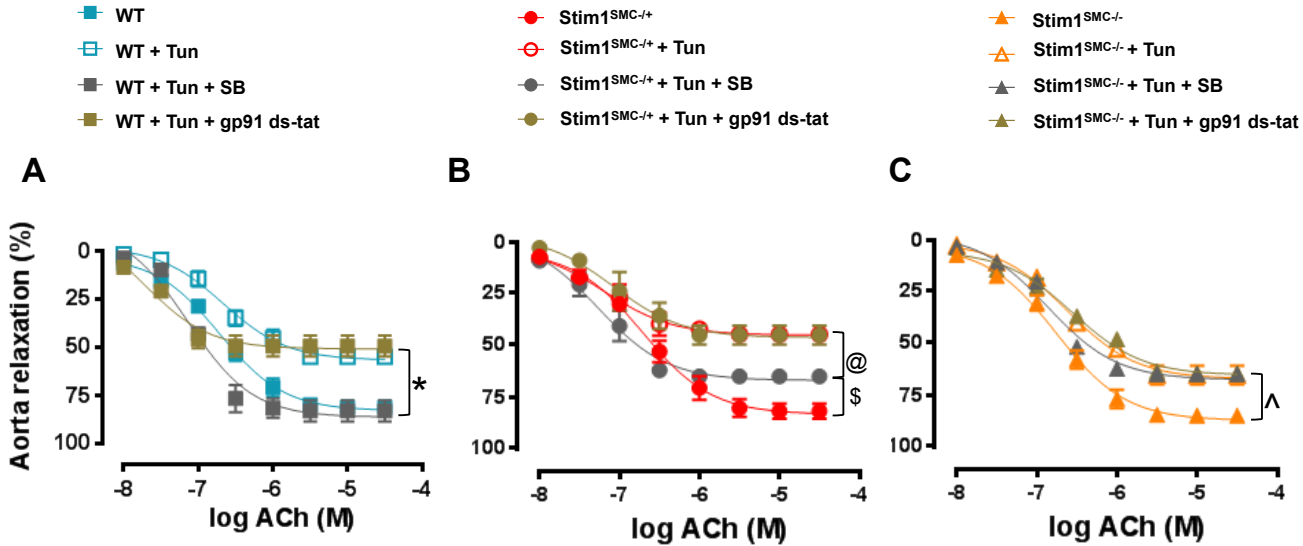 WT
WT + Tun
WT + Tun + SB
WT + Tun + gp91 ds-tat
Stim1SMC-/+
Stim1SMC-/+ + Tun
Stim1SMC-/+ + Tun + SB
Stim1SMC-/+ + Tun + gp91 ds-tat
Stim1SMC-/-
Stim1SMC-/- + Tun
Stim1SMC-/- + Tun + SB
Stim1SMC-/- + Tun + gp91 ds-tat
A
Aorta relaxation (%)
0
25
50
75
100
*
-8 -7 -6 -5 -4
log ACh (M)
B
0
25
50
75
100
@
$
-8 -7 -6 -5 -4
log ACh (M)
C
0
25
50
75
100
^
-8 -7 -6 -5 -4
log ACh (M)